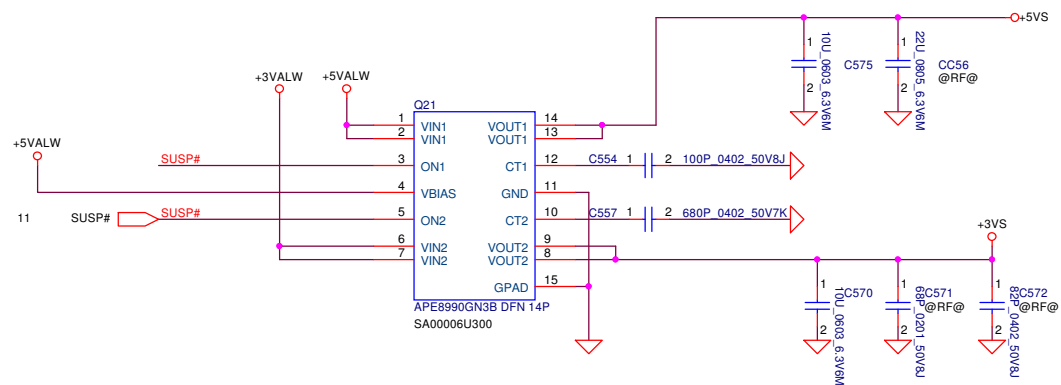 +5VS
1
10U_0603_6.3V6M
C575
2
1
22U_0805_6.3V6M
CC56
@RF@
2
+3VALW
+5VALW
Q21
1
VIN1
VOUT1
14
2
VIN1
VOUT1
13
+5VALW
SUSP#
3
ON1
CT1
12
C554
1
2
100P_0402_50V8J
4
VBIAS
GND
11
11
SUSP#
SUSP#
5
ON2
CT2
10
C557
1
2
680P_0402_50V7K
+3VS
6
VIN2
VOUT2
9
7
VIN2
VOUT2
8
GPAD
15
APE8990GN3B DFN 14P
SA00006U300
1
10U_0603_6.3V6M
C570
2
1
68P_0201_50V8J
C571
@RF@
2
1
82P_0402_50V8J
C572
@RF@
2